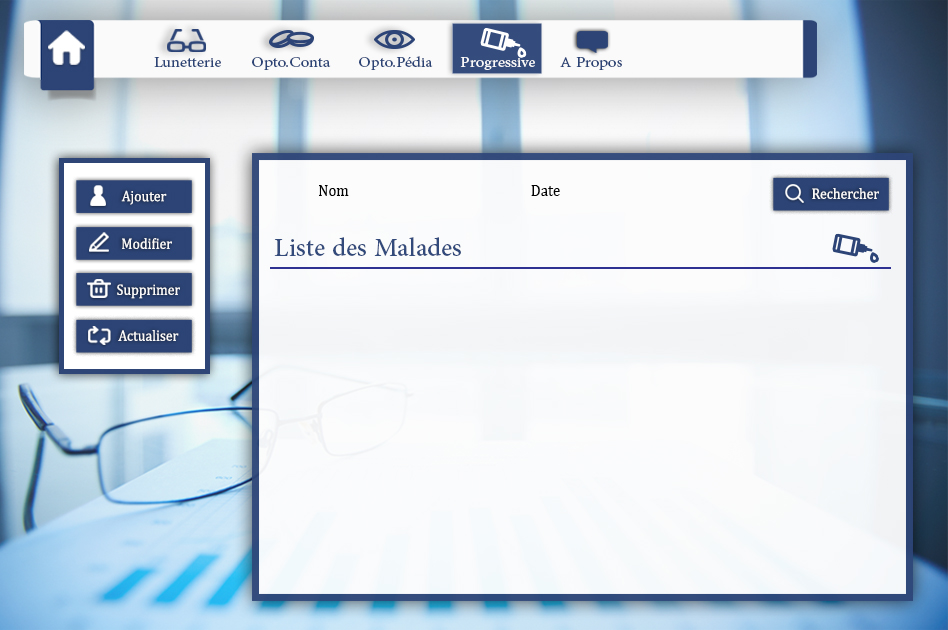 Lunetterie Opto.Conta Opto.Pédia Progressive A Propos
Ajouter
Modifier
Supprimer
Actualiser
Nom Date Rechercher
Liste des Malades